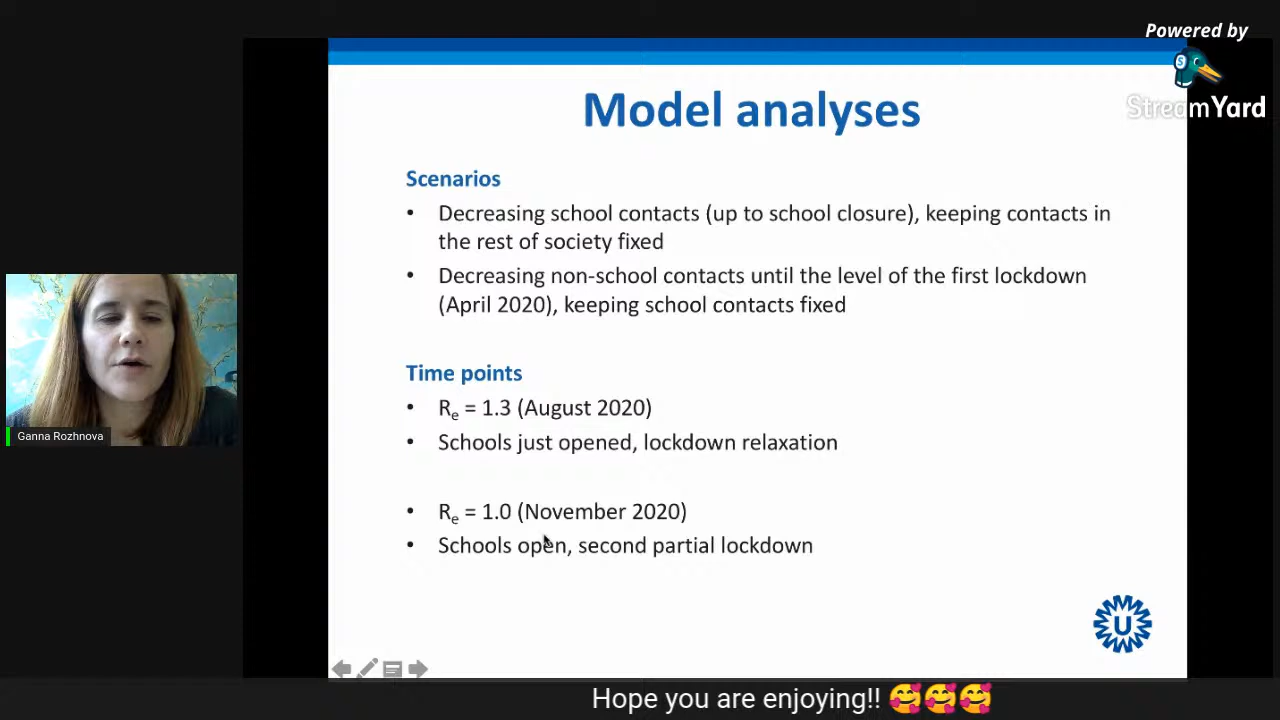 Powered by
StreamYard
Model analyses
Scenarios
• Decreasing school contacts (up to school closure), keeping contacts in
the rest of society fixed
• Decreasing non-school contacts until the level of the first lockdown
(April 2020), keeping school contacts fixed
Time points
• Re = 1.3 (August 2020)
• Schools just opened, lockdown relaxation
• Re = 1.0 (November 2020)
• Schools open, second partial lockdown
Ganna Rozhnova
U
Hope you are enjoying!! 🥰🥰🥰